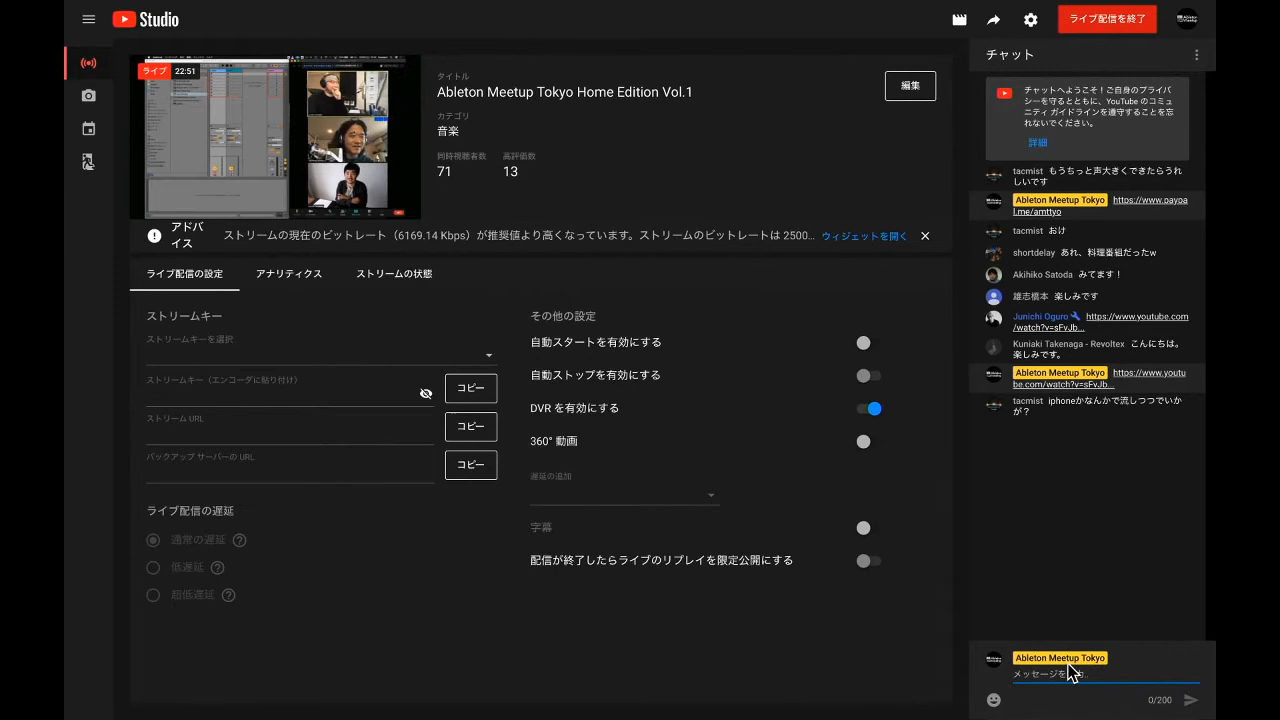 Studio
ライブ配信を終了
ライブ 22:51
タイトル
Ableton Meetup Tokyo Home Edition Vol.1
編集
カテゴリ
音楽
同時視聴者数 高評価数
71 13
アドバイス
ストリームの現在のビットレート（6169.14 Kbps）が推奨値より高くなっています。ストリームのビットレートは 2500...
ウィジェットを開く
ライブ配信の設定 アナリティクス ストリームの状態
ストリームキー
ストリームキーを選択
ストリームキー（エンコーダに貼り付け）
コピー
ストリーム URL
コピー
バックアップ サーバーの URL
コピー
ライブ配信の遅延
通常の遅延
低遅延
超低遅延
その他の設定
自動スタートを有効にする
自動ストップを有効にする
DVR を有効にする
360° 動画
遅延の追加
字幕
配信が終了したらライブのリプレイを限定公開にする
チャット
チャットへようこそ！ご自身のプライバ
シーを守るとともに、YouTube のコミュ
ニティ ガイドラインを遵守することを忘
れないでください。
詳細
tacmist もうちっと声大きくできたらうれ
しいです
Ableton Meetup Tokyo https://www.paypa
l.me/amttyo
tacmist おけ
shortdelay あれ、料理番組だったw
Akihiko Satoda みてます！
雄志橋本 楽しみです
Junichi Oguro https://www.youtube.com
/watch?v=sFvJb...
Kuniaki Takenaga - Revoltex こんにちは。
楽しみです。
Ableton Meetup Tokyo https://www.youtu
be.com/watch?v=sFvJb...
tacmist iphoneかなんかで流しつつでいか
が？
Ableton Meetup Tokyo
メッセージを
0/200